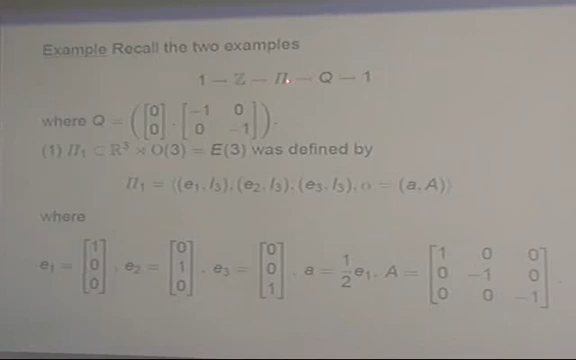 Example Recall the two examples
1 → ℤ → Π → Q → 1
where Q = ([0 0], [−1 0 0 −1]).
(1) Π₁ ⊂ ℝ³ ⋊ O(3) = E(3) was defined by
Π₁ = ⟨(e₁, I₃), (e₂, I₃), (e₃, I₃), α = (a, A)⟩
where
e₁ = [1 0 0], e₂ = [0 1 0], e₃ = [0 0 1], a = 1/2 e₁, A = [1 0 0 0 −1 0 0 0 −1]